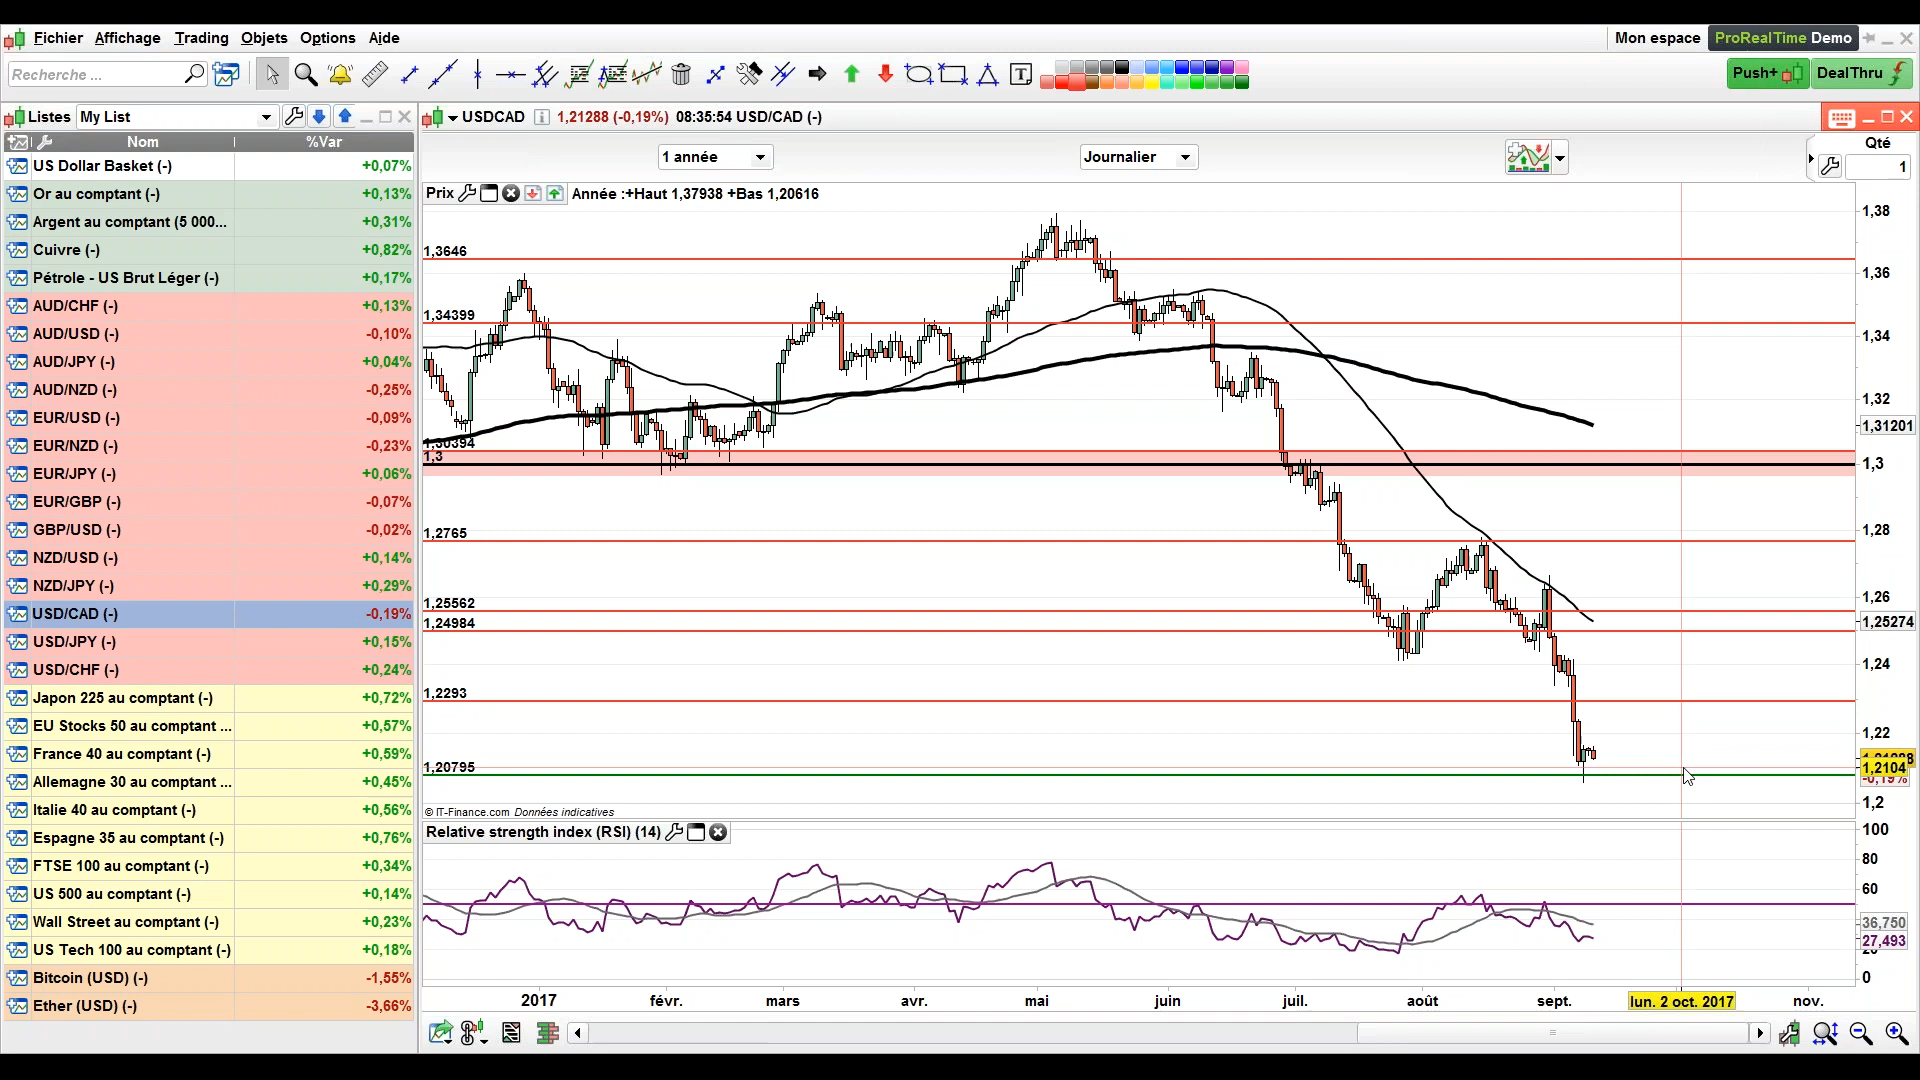 Fichier Affichage Trading Objets Options Aide
Mon espace ProRealTime Demo
Recherche ...
Push+ DealThru
Listes My List
USDCAD 1,21288 (-0,19%) 08:35:54 USD/CAD (-)
Nom %Var
Qté
1
1 année
Journalier
Prix Année :+Haut 1,37938 +Bas 1,20616
US Dollar Basket (-) +0,07%
Or au comptant (-) +0,13%
Argent au comptant (5 000... +0,31%
Cuivre (-) +0,82%
Pétrole - US Brut Léger (-) +0,17%
AUD/CHF (-) +0,13%
AUD/USD (-) -0,10%
AUD/JPY (-) +0,04%
AUD/NZD (-) -0,25%
EUR/USD (-) -0,09%
EUR/NZD (-) -0,23%
EUR/JPY (-) +0,06%
EUR/GBP (-) -0,07%
GBP/USD (-) -0,02%
NZD/USD (-) +0,14%
NZD/JPY (-) +0,29%
USD/CAD (-) -0,19%
USD/JPY (-) +0,15%
USD/CHF (-) +0,24%
Japon 225 au comptant (-) +0,72%
EU Stocks 50 au comptant ... +0,57%
France 40 au comptant (-) +0,59%
Allemagne 30 au comptant ... +0,45%
Italie 40 au comptant (-) +0,56%
Espagne 35 au comptant (-) +0,76%
FTSE 100 au comptant (-) +0,34%
US 500 au comptant (-) +0,14%
Wall Street au comptant (-) +0,23%
US Tech 100 au comptant (-) +0,18%
Bitcoin (USD) (-) -1,55%
Ether (USD) (-) -3,66%
1,3646
1,34399
1,30394
1,3
1,2765
1,25562
1,24984
1,2293
1,20795
1,38
1,36
1,34
1,32
1,31201
1,3
1,28
1,26
1,25274
1,24
1,22
1,2104
-0,19%
1,2
© IT-Finance.com Données indicatives
Relative strength index (RSI) (14)
100
80
60
36,750
27,493
0
2017 févr. mars avr. mai juin juil. août sept. lun. 2 oct. 2017 nov.